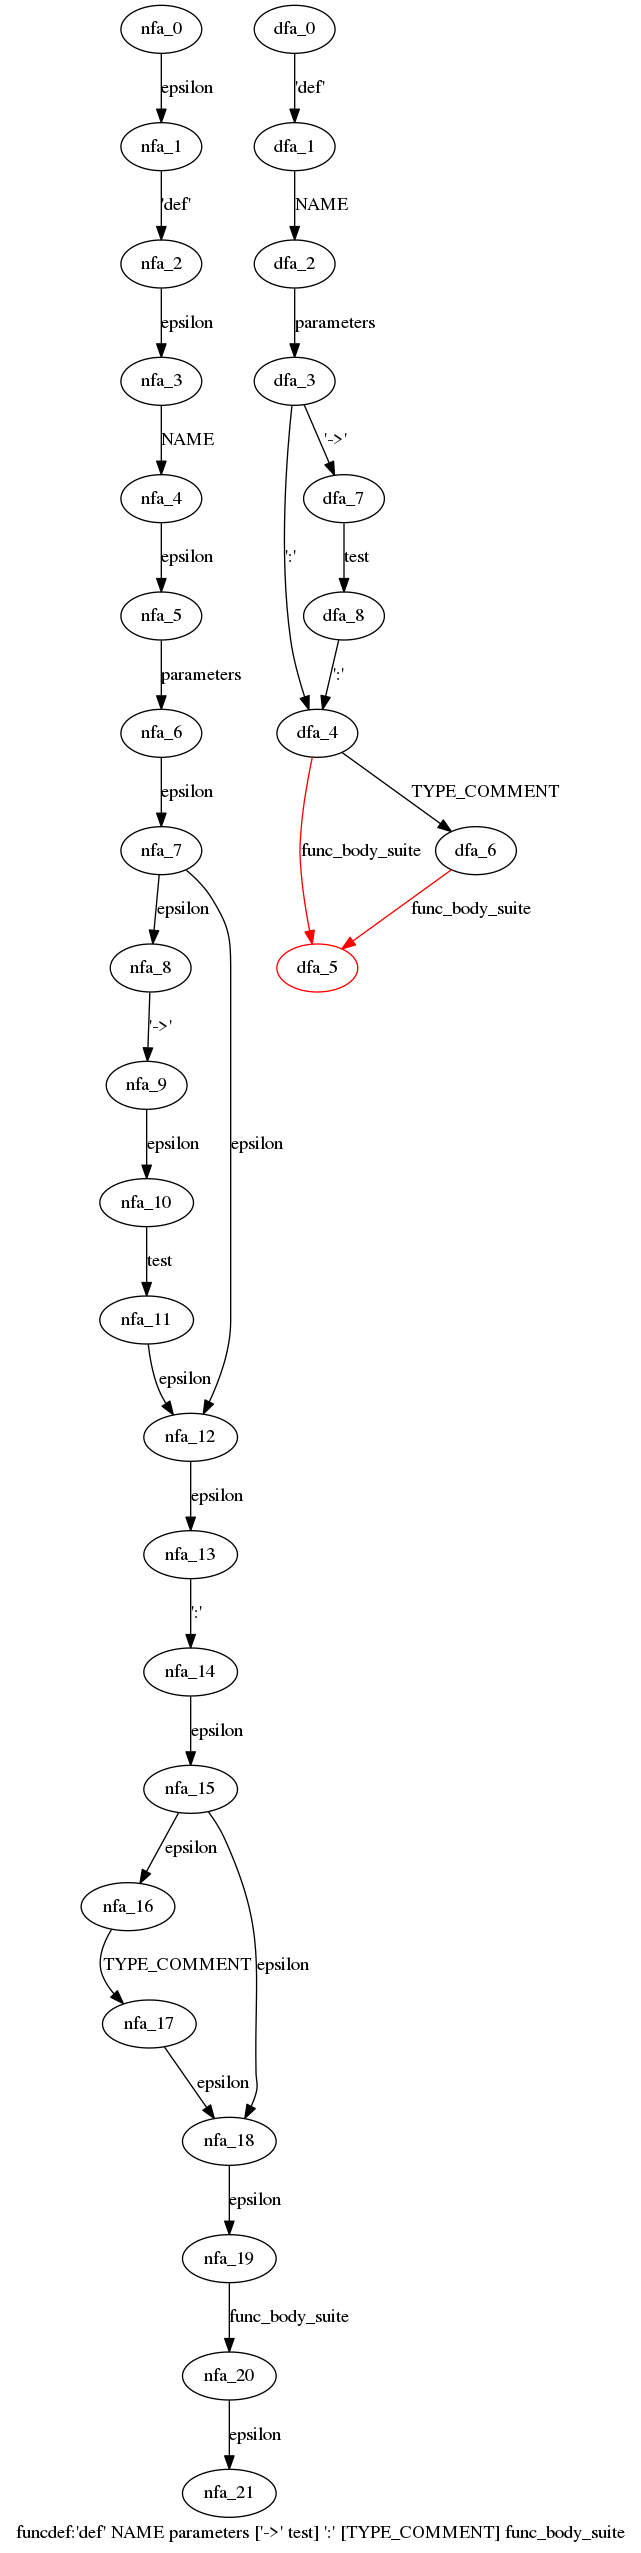 nfa_0 dfa_0
epsilon 'def'
nfa_1 dfa_1
'def' NAME
nfa_2 dfa_2
epsilon parameters
nfa_3 dfa_3
NAME '->'
nfa_4 dfa_7
epsilon ':' test
nfa_5 dfa_8
parameters ':'
nfa_6 dfa_4
epsilon TYPE_COMMENT
nfa_7 func_body_suite dfa_6
epsilon func_body_suite
nfa_8 dfa_5
'->'
nfa_9
epsilon epsilon
nfa_10
test
nfa_11
epsilon
nfa_12
epsilon
nfa_13
':'
nfa_14
epsilon
nfa_15
epsilon
nfa_16
TYPE_COMMENT epsilon
nfa_17
epsilon
nfa_18
epsilon
nfa_19
func_body_suite
nfa_20
epsilon
nfa_21
funcdef:'def' NAME parameters ['->' test] ':' [TYPE_COMMENT] func_body_suite